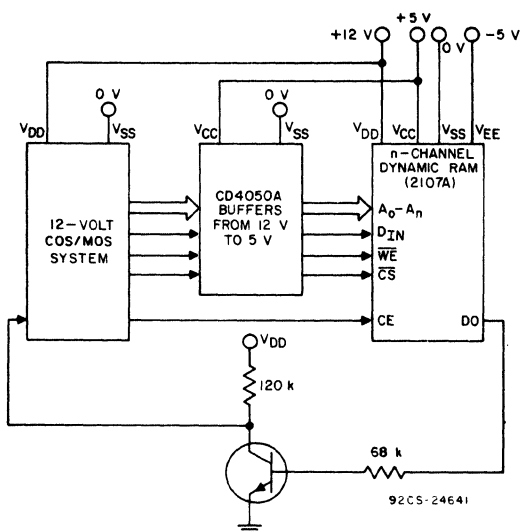 +12 V
+5 V
0 V
-5 V
0 V
0 V
VDD
VSS
VCC
VSS
VDD
VCC
VSS
VEE
12-VOLT
COS/MOS
SYSTEM
CD4050A
BUFFERS
FROM 12 V
TO 5 V
n-CHANNEL
DYNAMIC RAM
(2107A)
Ao-An
DIN
WE
CS
CE
DO
VDD
120 k
68 k
92CS-24641